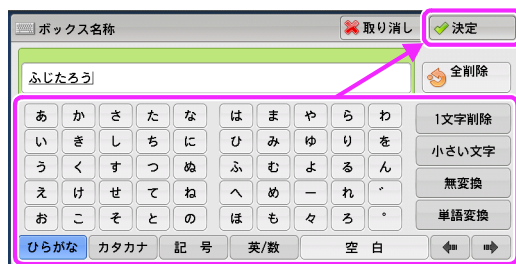 ボックス名称 取り消し 決定
ふじたろう 全削除
あ か さ た な は ま や ら わ 1文字削除
い き し ち に ひ み ゆ り を 小さい文字
う く す つ ぬ ふ む よ る ん
え け せ て ね へ め ー れ ゛ 無変換
お こ そ と の ほ も 々 ろ ゜ 単語変換
ひらがな カタカナ 記 号 英/数 空 白